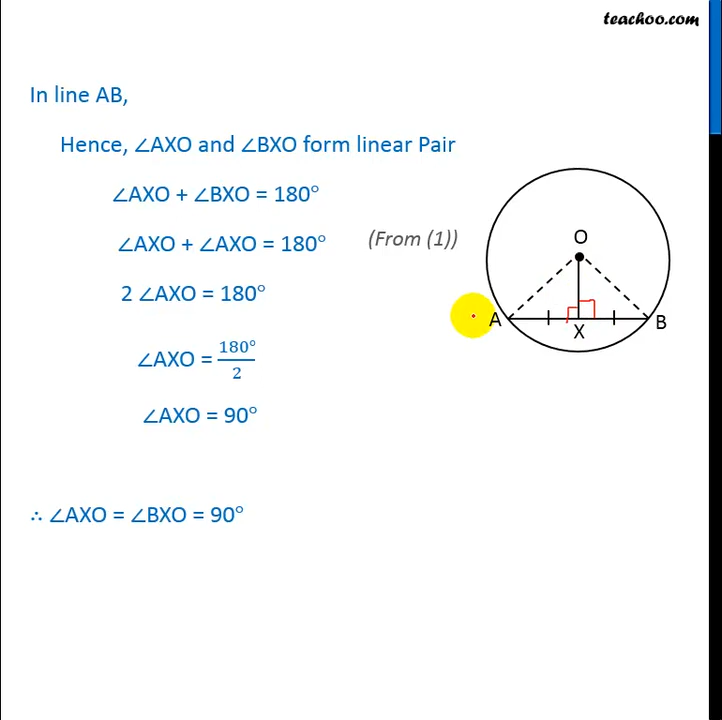 teachoo.com
In line AB,
Hence, ∠AXO and ∠BXO form linear Pair
∠AXO + ∠BXO = 180°
∠AXO + ∠AXO = 180° (From (1))
2 ∠AXO = 180°
∠AXO = 180°/2
∠AXO = 90°
∴ ∠AXO = ∠BXO = 90°
O
A
X
B